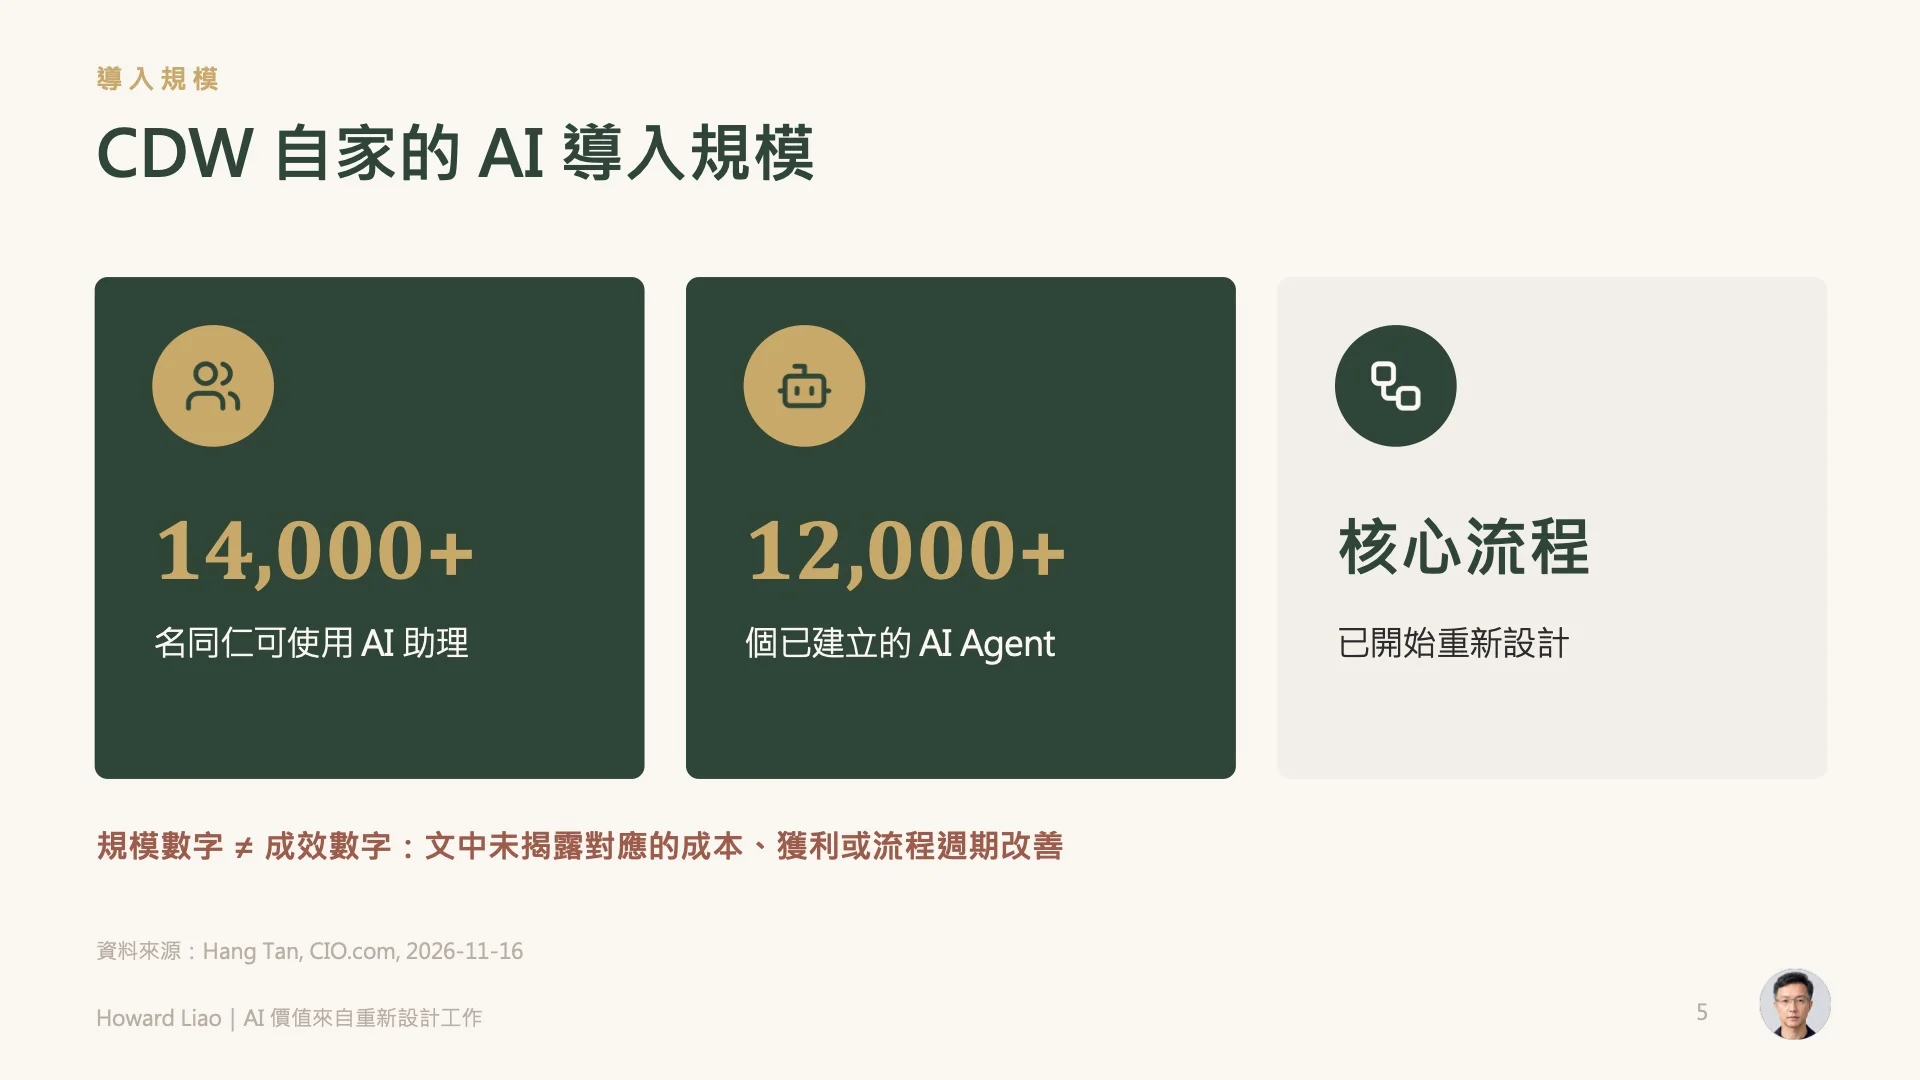 導入規模
CDW 自家的 AI 導入規模
14,000+
名同仁可使用 AI 助理
12,000+
個已建立的 AI Agent
核心流程
已開始重新設計
規模數字 ≠ 成效數字：文中未揭露對應的成本、獲利或流程週期改善
資料來源：Hang Tan, CIO.com, 2026-11-16
Howard Liao | AI 價值來自重新設計工作
5